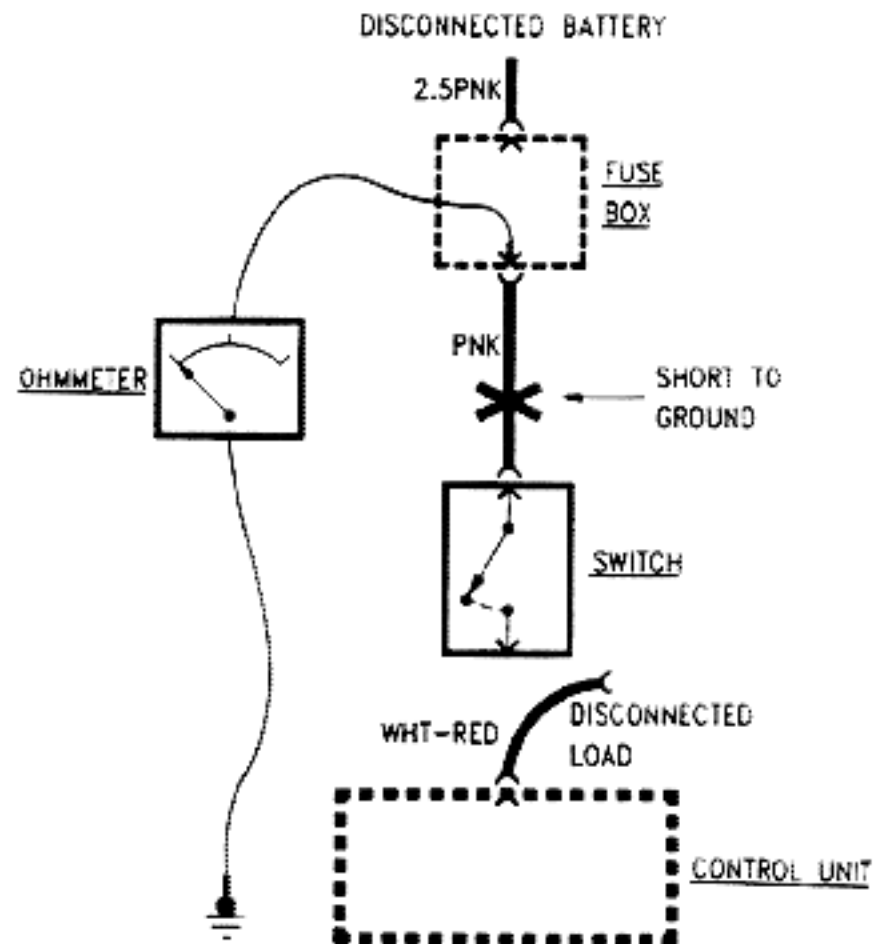 DISCONNECTED BATTERY
2.5PNK
FUSE
BOX
PNK
OHMMETER
SHORT TO
GROUND
SWITCH
WHT-RED
DISCONNECTED
LOAD
CONTROL UNIT